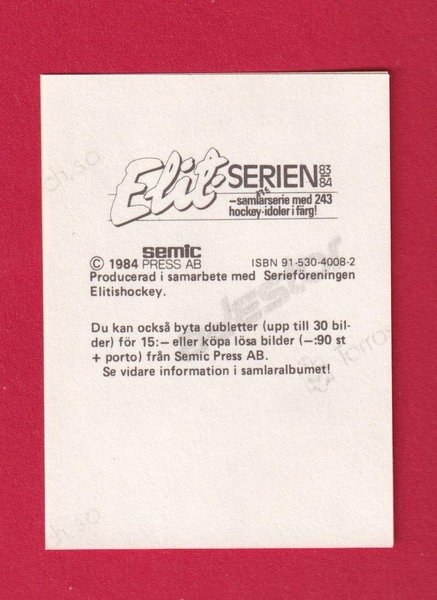 Elit-SERIEN 83/84
-samlarserie med 243
hockey-idoler i färg!
semic
© 1984 PRESS AB ISBN 91-530-4008-2
Producerad i samarbete med Serieföreningen
Elitishockey.
Du kan också byta dubletter (upp till 30 bil-
der) för 15:— eller köpa lösa bilder (—:90 st
+ porto) från Semic Press AB.
Se vidare information i samlaralbumet!